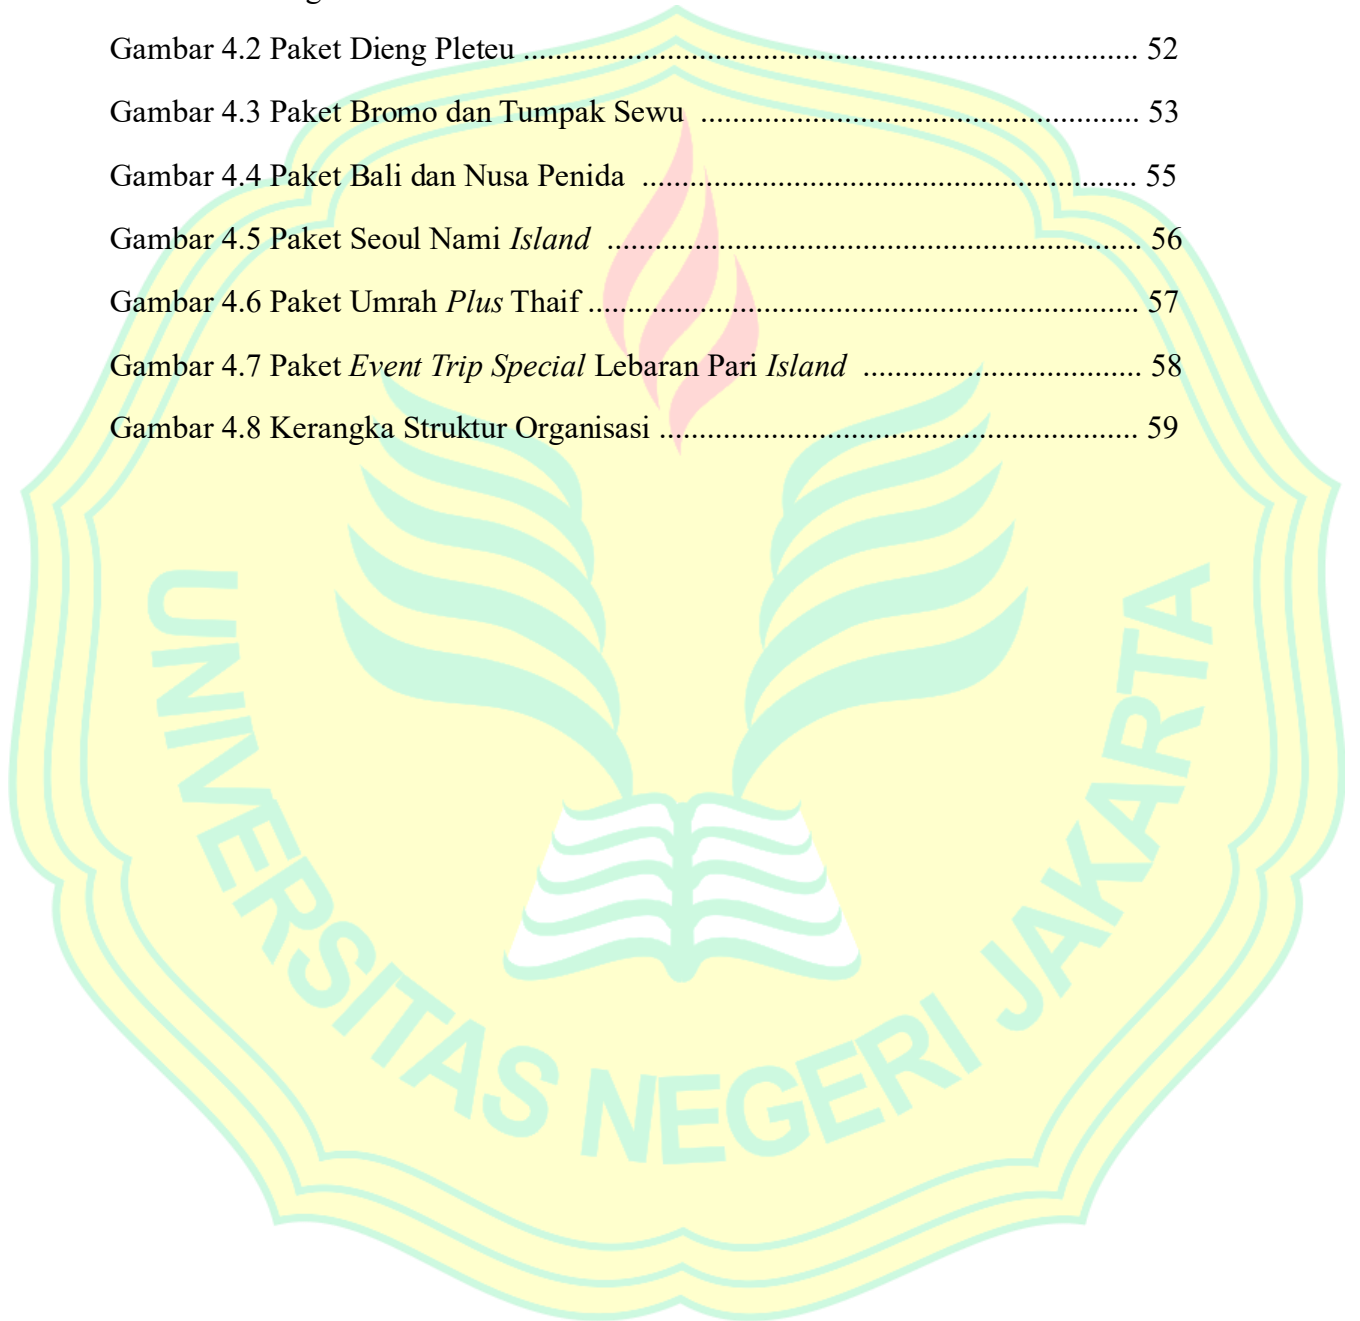 Gambar 4.2 Paket Dieng Pleteu ............................................................................. 52
Gambar 4.3 Paket Bromo dan Tumpak Sewu ....................................................... 53
Gambar 4.4 Paket Bali dan Nusa Penida .............................................................. 55
Gambar 4.5 Paket Seoul Nami Island ................................................................... 56
Gambar 4.6 Paket Umrah Plus Thaif ..................................................................... 57
Gambar 4.7 Paket Event Trip Special Lebaran Pari Island ................................... 58
Gambar 4.8 Kerangka Struktur Organisasi ............................................................ 59
UNIVERSITAS NEGERI JAKARTA